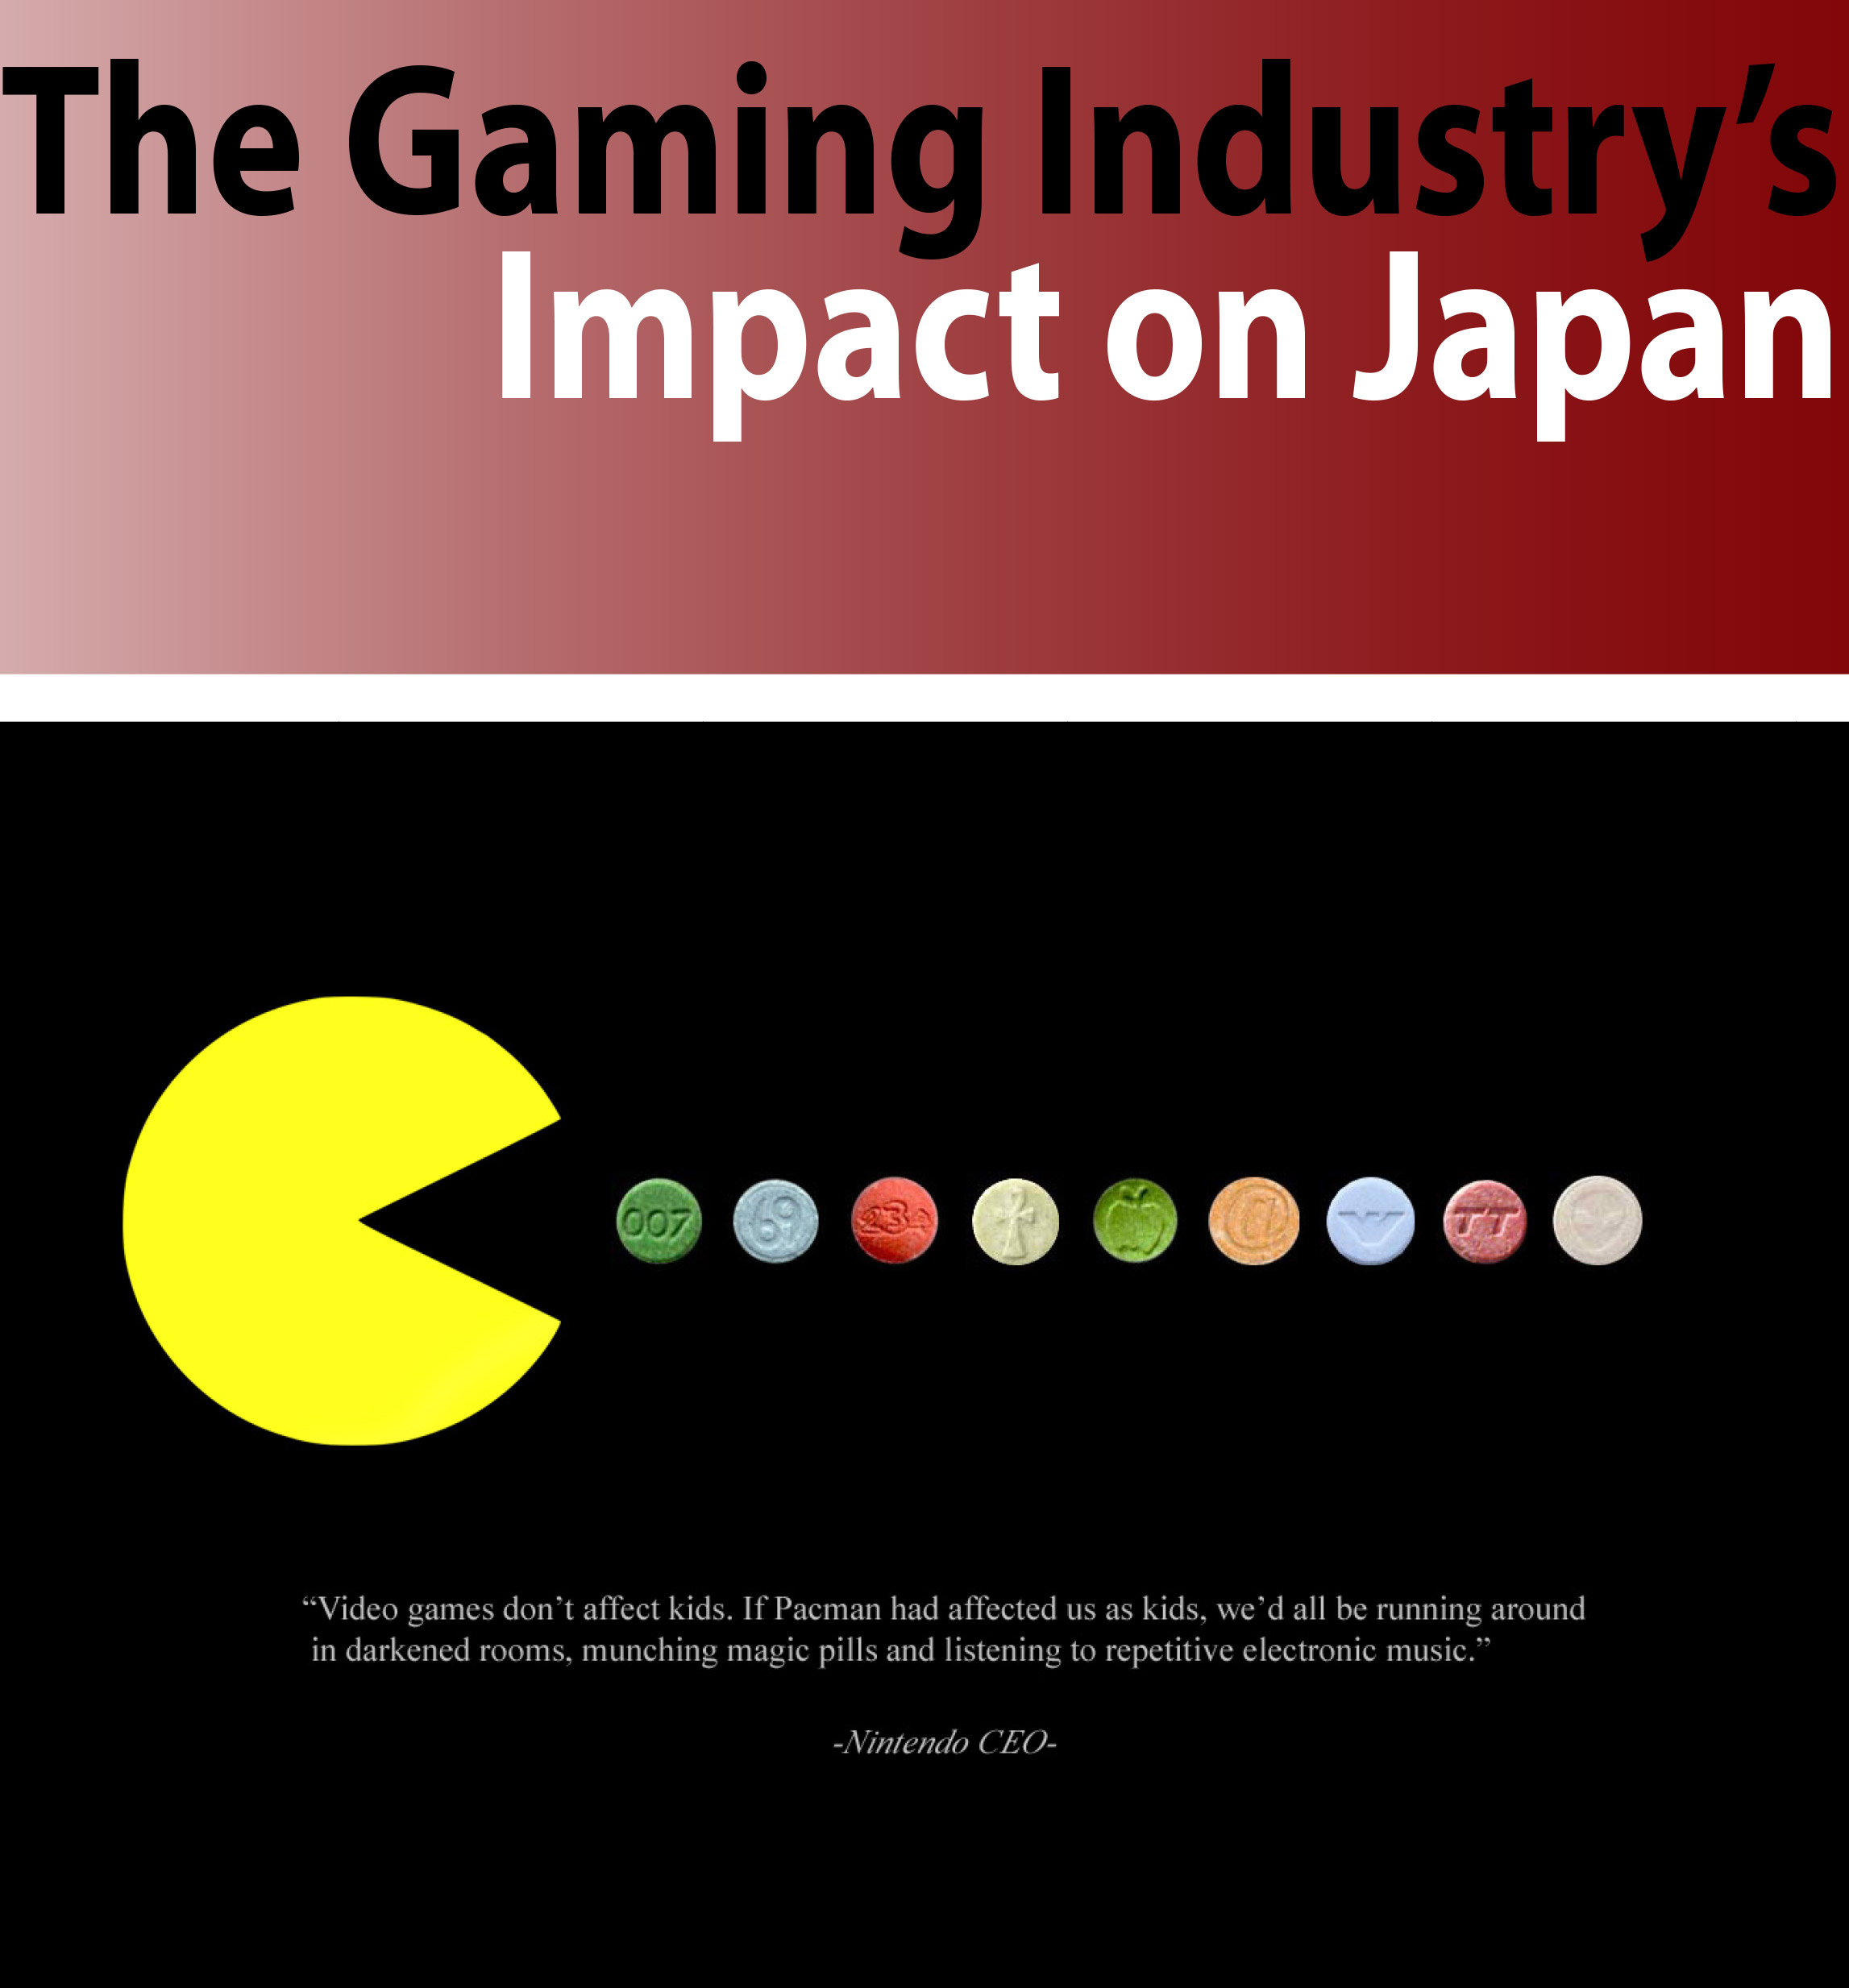 The Gaming Industry’s
Impact on Japan
007 69 @ TT
“Video games don’t affect kids. If Pacman had affected us as kids, we’d all be running around
in darkened rooms, munching magic pills and listening to repetitive electronic music.”
-Nintendo CEO-